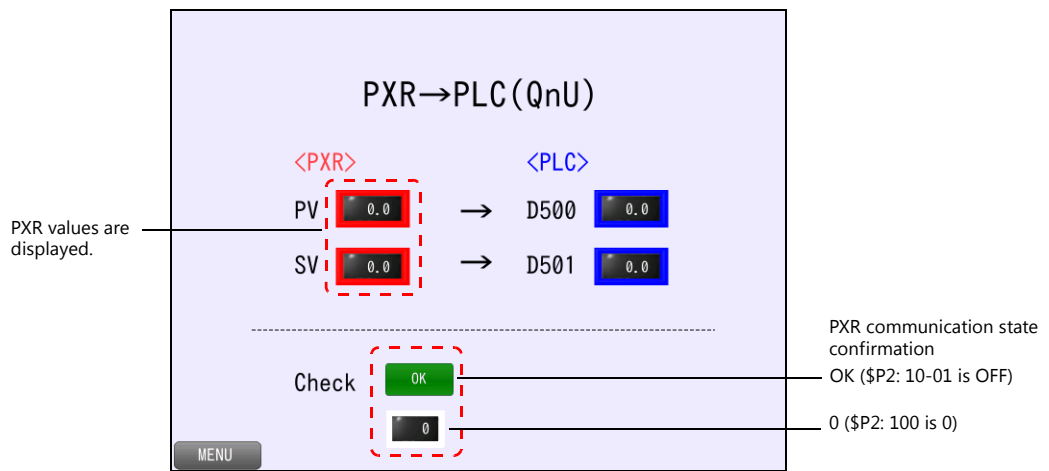 PXR→PLC(QnU)
<PXR>
<PLC>
PV 0.0 → D500 0.0
SV 0.0 → D501 0.0
PXR values are
displayed.
Check OK
0
MENU
PXR communication state
confirmation
OK ($P2: 10-01 is OFF)
0 ($P2: 100 is 0)